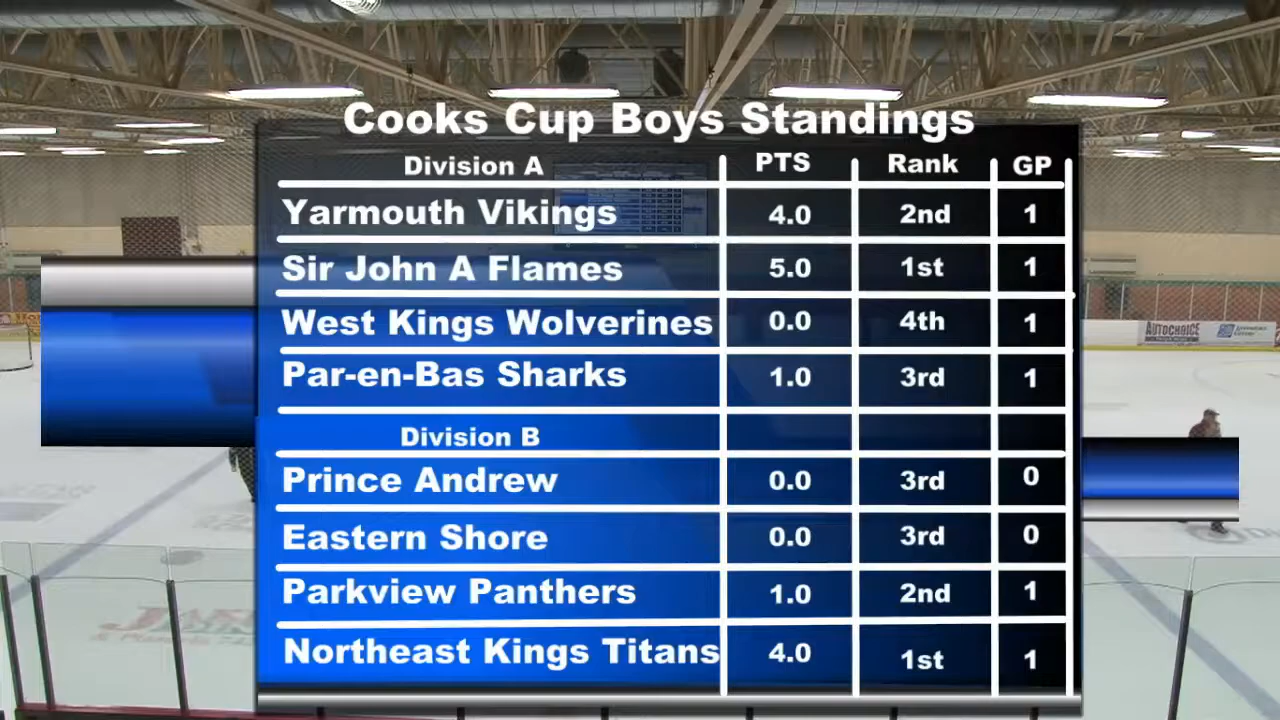 Cooks Cup Boys Standings
Division A PTS Rank GP
Yarmouth Vikings 4.0 2nd 1
Sir John A Flames 5.0 1st 1
West Kings Wolverines 0.0 4th 1
Par-en-Bas Sharks 1.0 3rd 1
Division B
Prince Andrew 0.0 3rd 0
Eastern Shore 0.0 3rd 0
Parkview Panthers 1.0 2nd 1
Northeast Kings Titans 4.0 1st 1
AUTOCHOICE